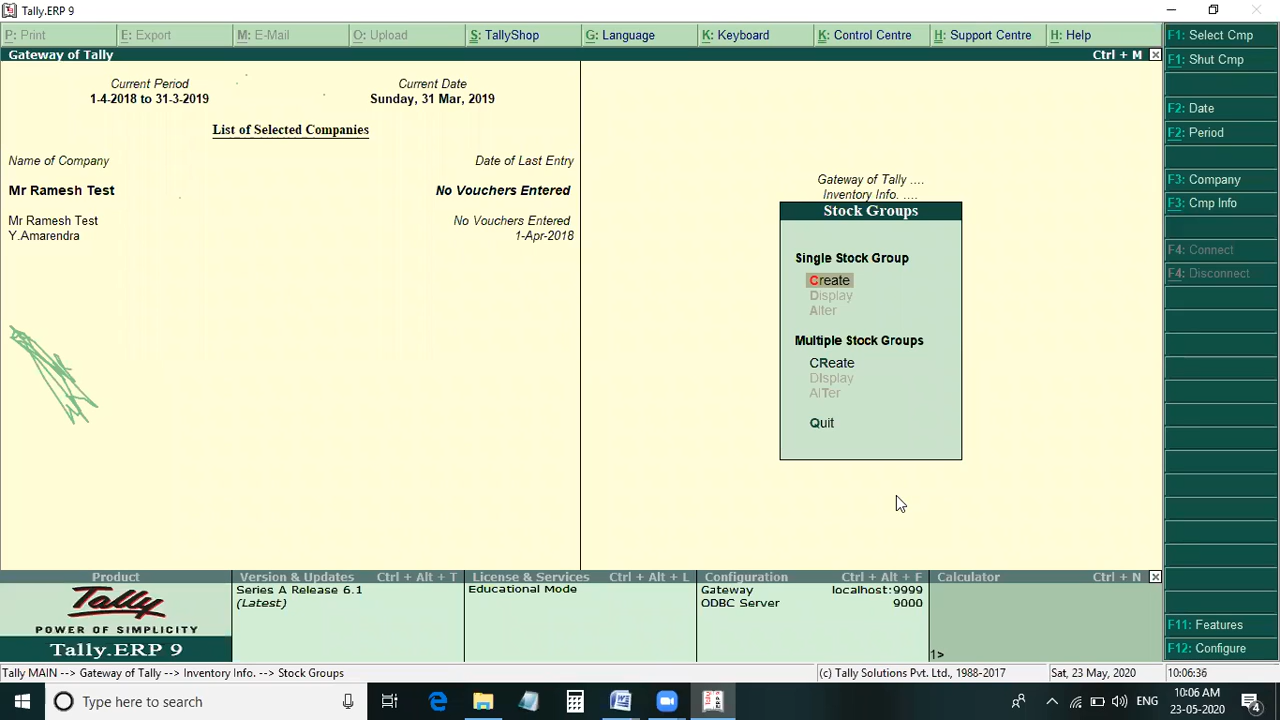 Tally.ERP 9
P: Print
E: Export
M: E-Mail
O: Upload
S: TallyShop
G: Language
K: Keyboard
K: Control Centre
H: Support Centre
H: Help
Gateway of Tally
Ctrl + M
Current Period
1-4-2018 to 31-3-2019
Current Date
Sunday, 31 Mar, 2019
List of Selected Companies
Name of Company
Date of Last Entry
Mr Ramesh Test
No Vouchers Entered
Mr Ramesh Test
No Vouchers Entered
Y.Amarendra
1-Apr-2018
Gateway of Tally ....
Inventory Info. ....
Stock Groups
Single Stock Group
Create
Display
Alter
Multiple Stock Groups
CReate
DIsplay
AlTer
Quit
F1: Select Cmp
F1: Shut Cmp
F2: Date
F2: Period
F3: Company
F3: Cmp Info
F4: Connect
F4: Disconnect
F11: Features
F12: Configure
Product
Tally
POWER OF SIMPLICITY
Tally.ERP 9
Version & Updates
Ctrl + Alt + T
Series A Release 6.1
(Latest)
License & Services
Ctrl + Alt + L
Educational Mode
Configuration
Ctrl + Alt + F
Gateway
localhost:9999
ODBC Server
9000
Calculator
Ctrl + N
1>
Tally MAIN --> Gateway of Tally --> Inventory Info. --> Stock Groups
(c) Tally Solutions Pvt. Ltd., 1988-2017
Sat, 23 May, 2020
10:06:36
Type here to search
ENG
10:06 AM
23-05-2020
4